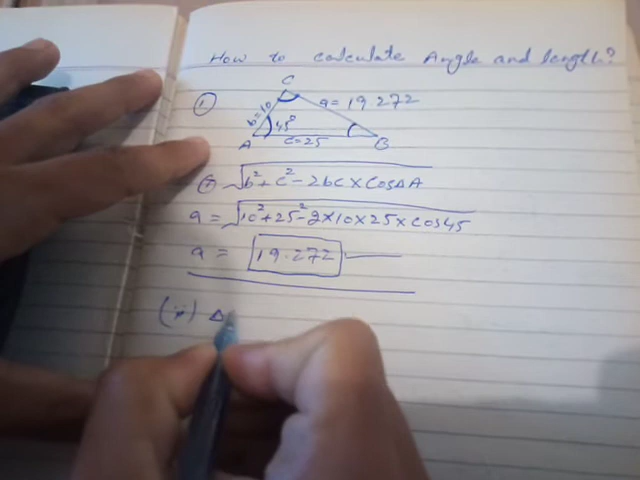 How to calculate Angle and length?
① C
b=10 a=19.272
45°
A c=25 B
√b²+c²-2bc×Cos∆A
a = √10²+25²-2×10×25×Cos45
a = 19.272
(ii) ∆